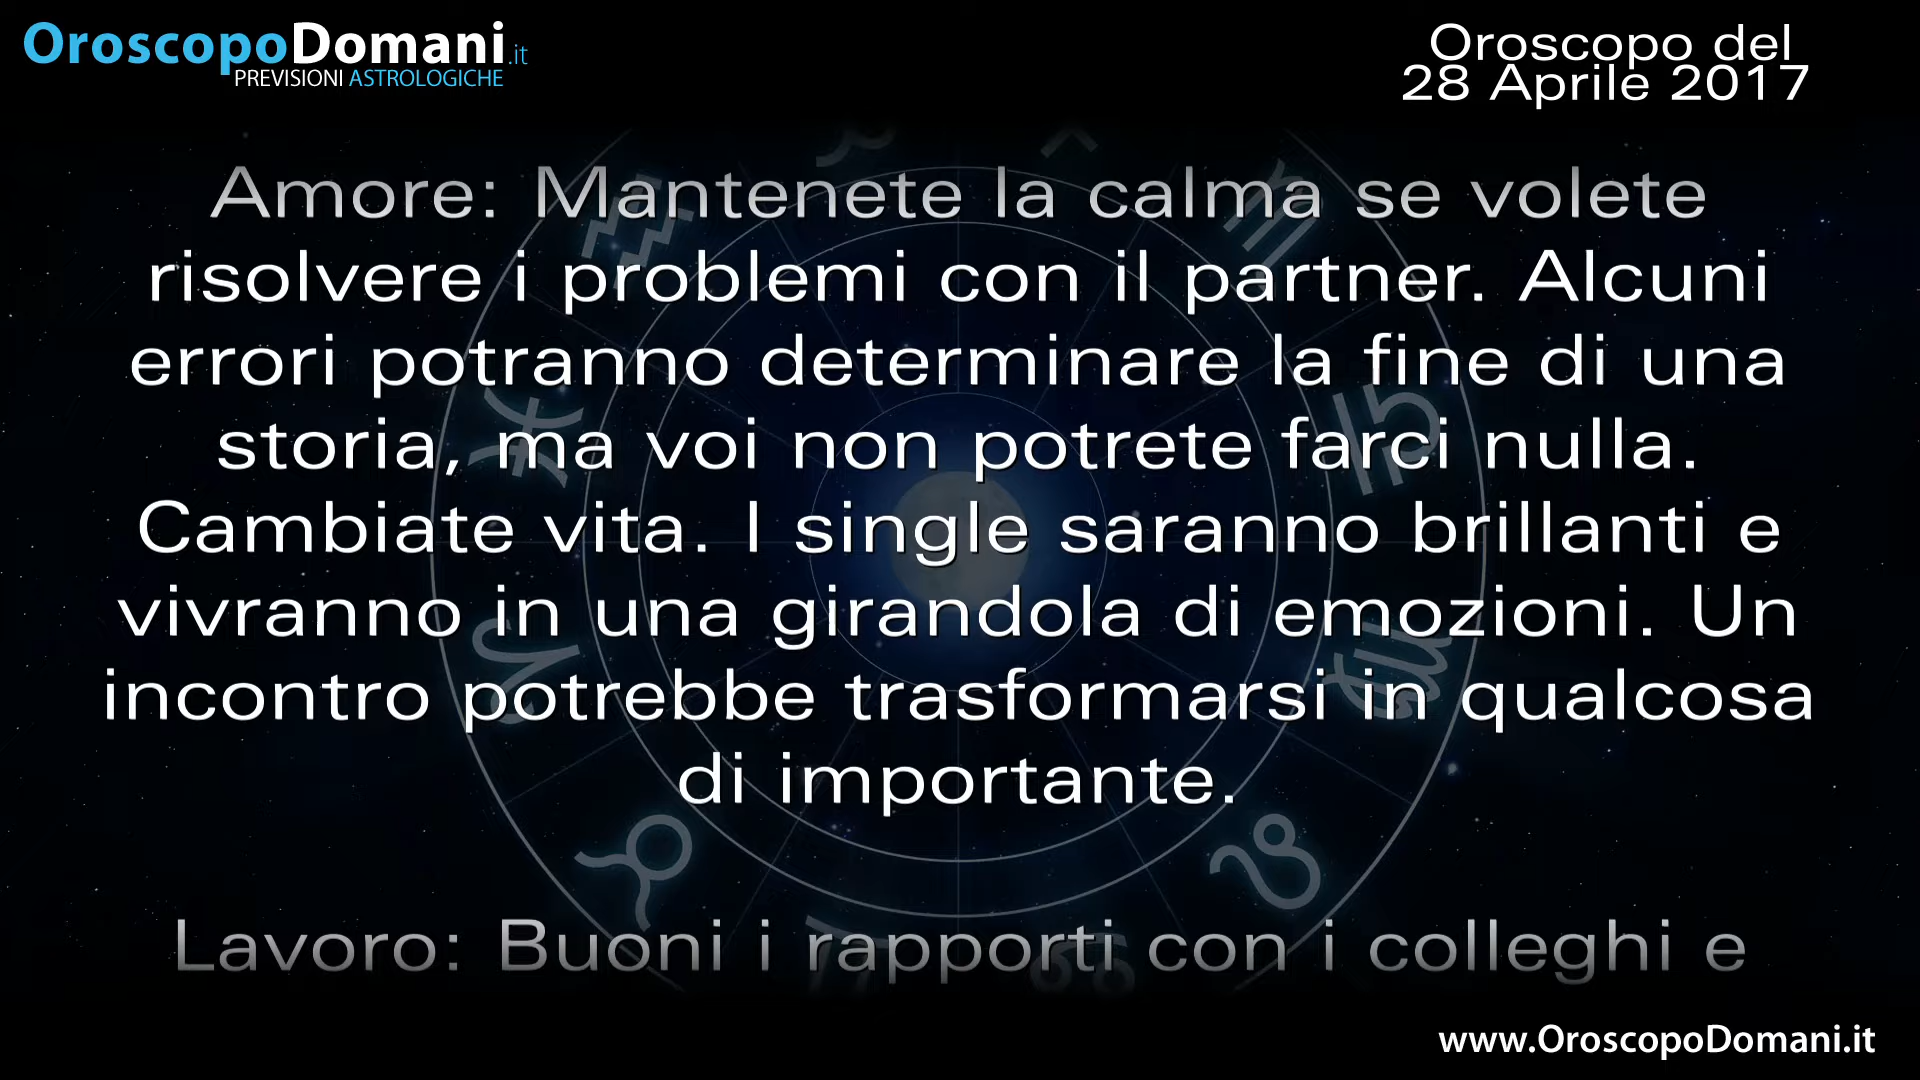 OroscopoDomani.it
PREVISIONI ASTROLOGICHE
Oroscopo del
28 Aprile 2017
Amore: Mantenete la calma se volete
risolvere i problemi con il partner. Alcuni
errori potranno determinare la fine di una
storia, ma voi non potrete farci nulla.
Cambiate vita. I single saranno brillanti e
vivranno in una girandola di emozioni. Un
incontro potrebbe trasformarsi in qualcosa
di importante.
Lavoro: Buoni i rapporti con i colleghi e
www.OroscopoDomani.it